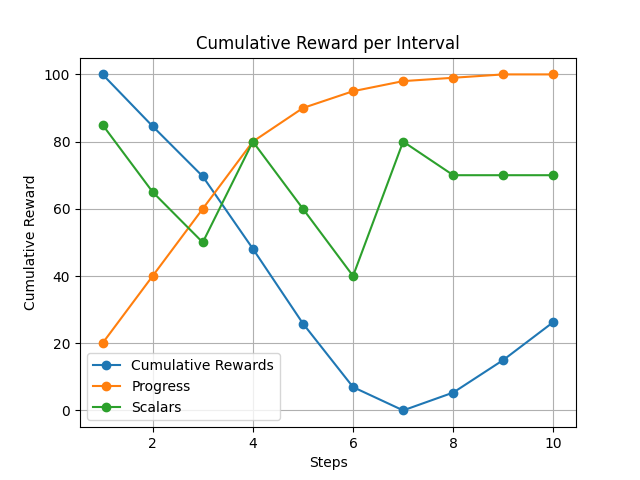 Cumulative Reward per Interval
Cumulative Reward
100
80
60
40
20
0
Cumulative Rewards
Progress
Scalars
2
4
6
8
10
Steps